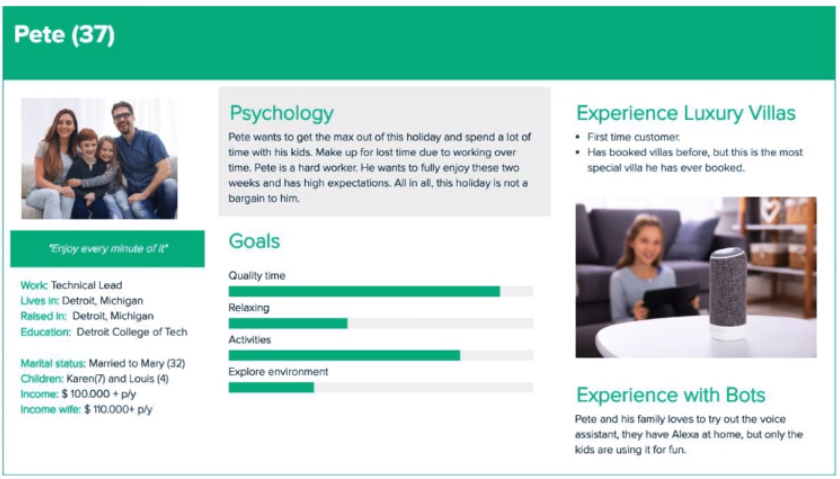 Pete (37)
"Enjoy every minute of it"
Work: Technical Lead
Lives in: Detroit, Michigan
Raised in: Detroit, Michigan
Education: Detroit College of Tech
Marital status: Married to Mary (32)
Children: Karen(7) and Louis (4)
Income: $ 100.000 + p/y
Income wife: $ 110.000+ p/y
Psychology
Pete wants to get the max out of this holiday and spend a lot of
time with his kids. Make up for lost time due to working over
time. Pete is a hard worker. He wants to fully enjoy these two
weeks and has high expectations. All in all, this holiday is not a
bargain to him.
Goals
Quality time
Relaxing
Activities
Explore environment
Experience Luxury Villas
• First time customer.
• Has booked villas before, but this is the most
special villa he has ever booked.
Experience with Bots
Pete and his family loves to try out the voice
assistant, they have Alexa at home, but only the
kids are using it for fun.